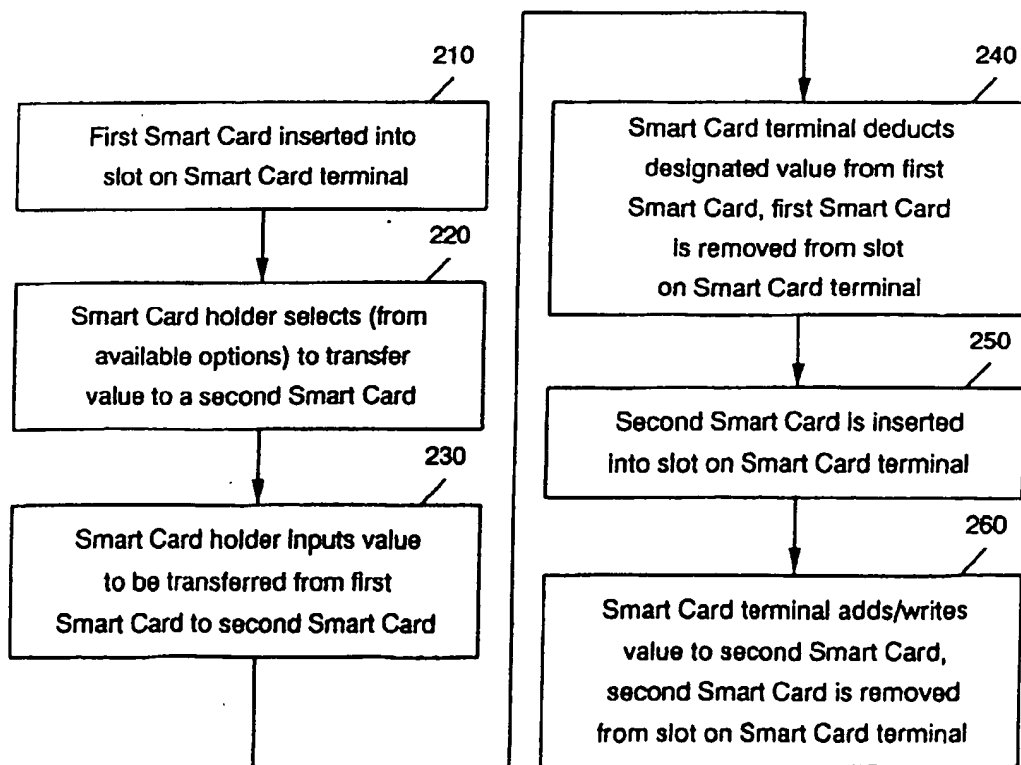 210
First Smart Card inserted into
slot on Smart Card terminal
220
Smart Card holder selects (from
available options) to transfer
value to a second Smart Card
230
Smart Card holder inputs value
to be transferred from first
Smart Card to second Smart Card
240
Smart Card terminal deducts
designated value from first
Smart Card, first Smart Card
is removed from slot
on Smart Card terminal
250
Second Smart Card is inserted
into slot on Smart Card terminal
260
Smart Card terminal adds/writes
value to second Smart Card,
second Smart Card is removed
from slot on Smart Card terminal